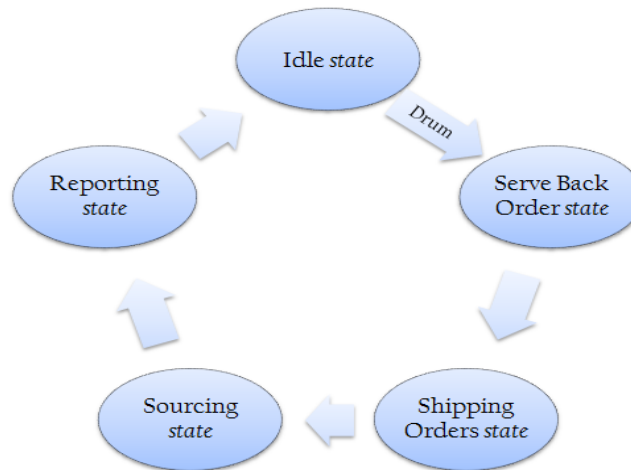 Idle state
Drum
Serve Back
Order state
Shipping
Orders state
Sourcing
state
Reporting
state